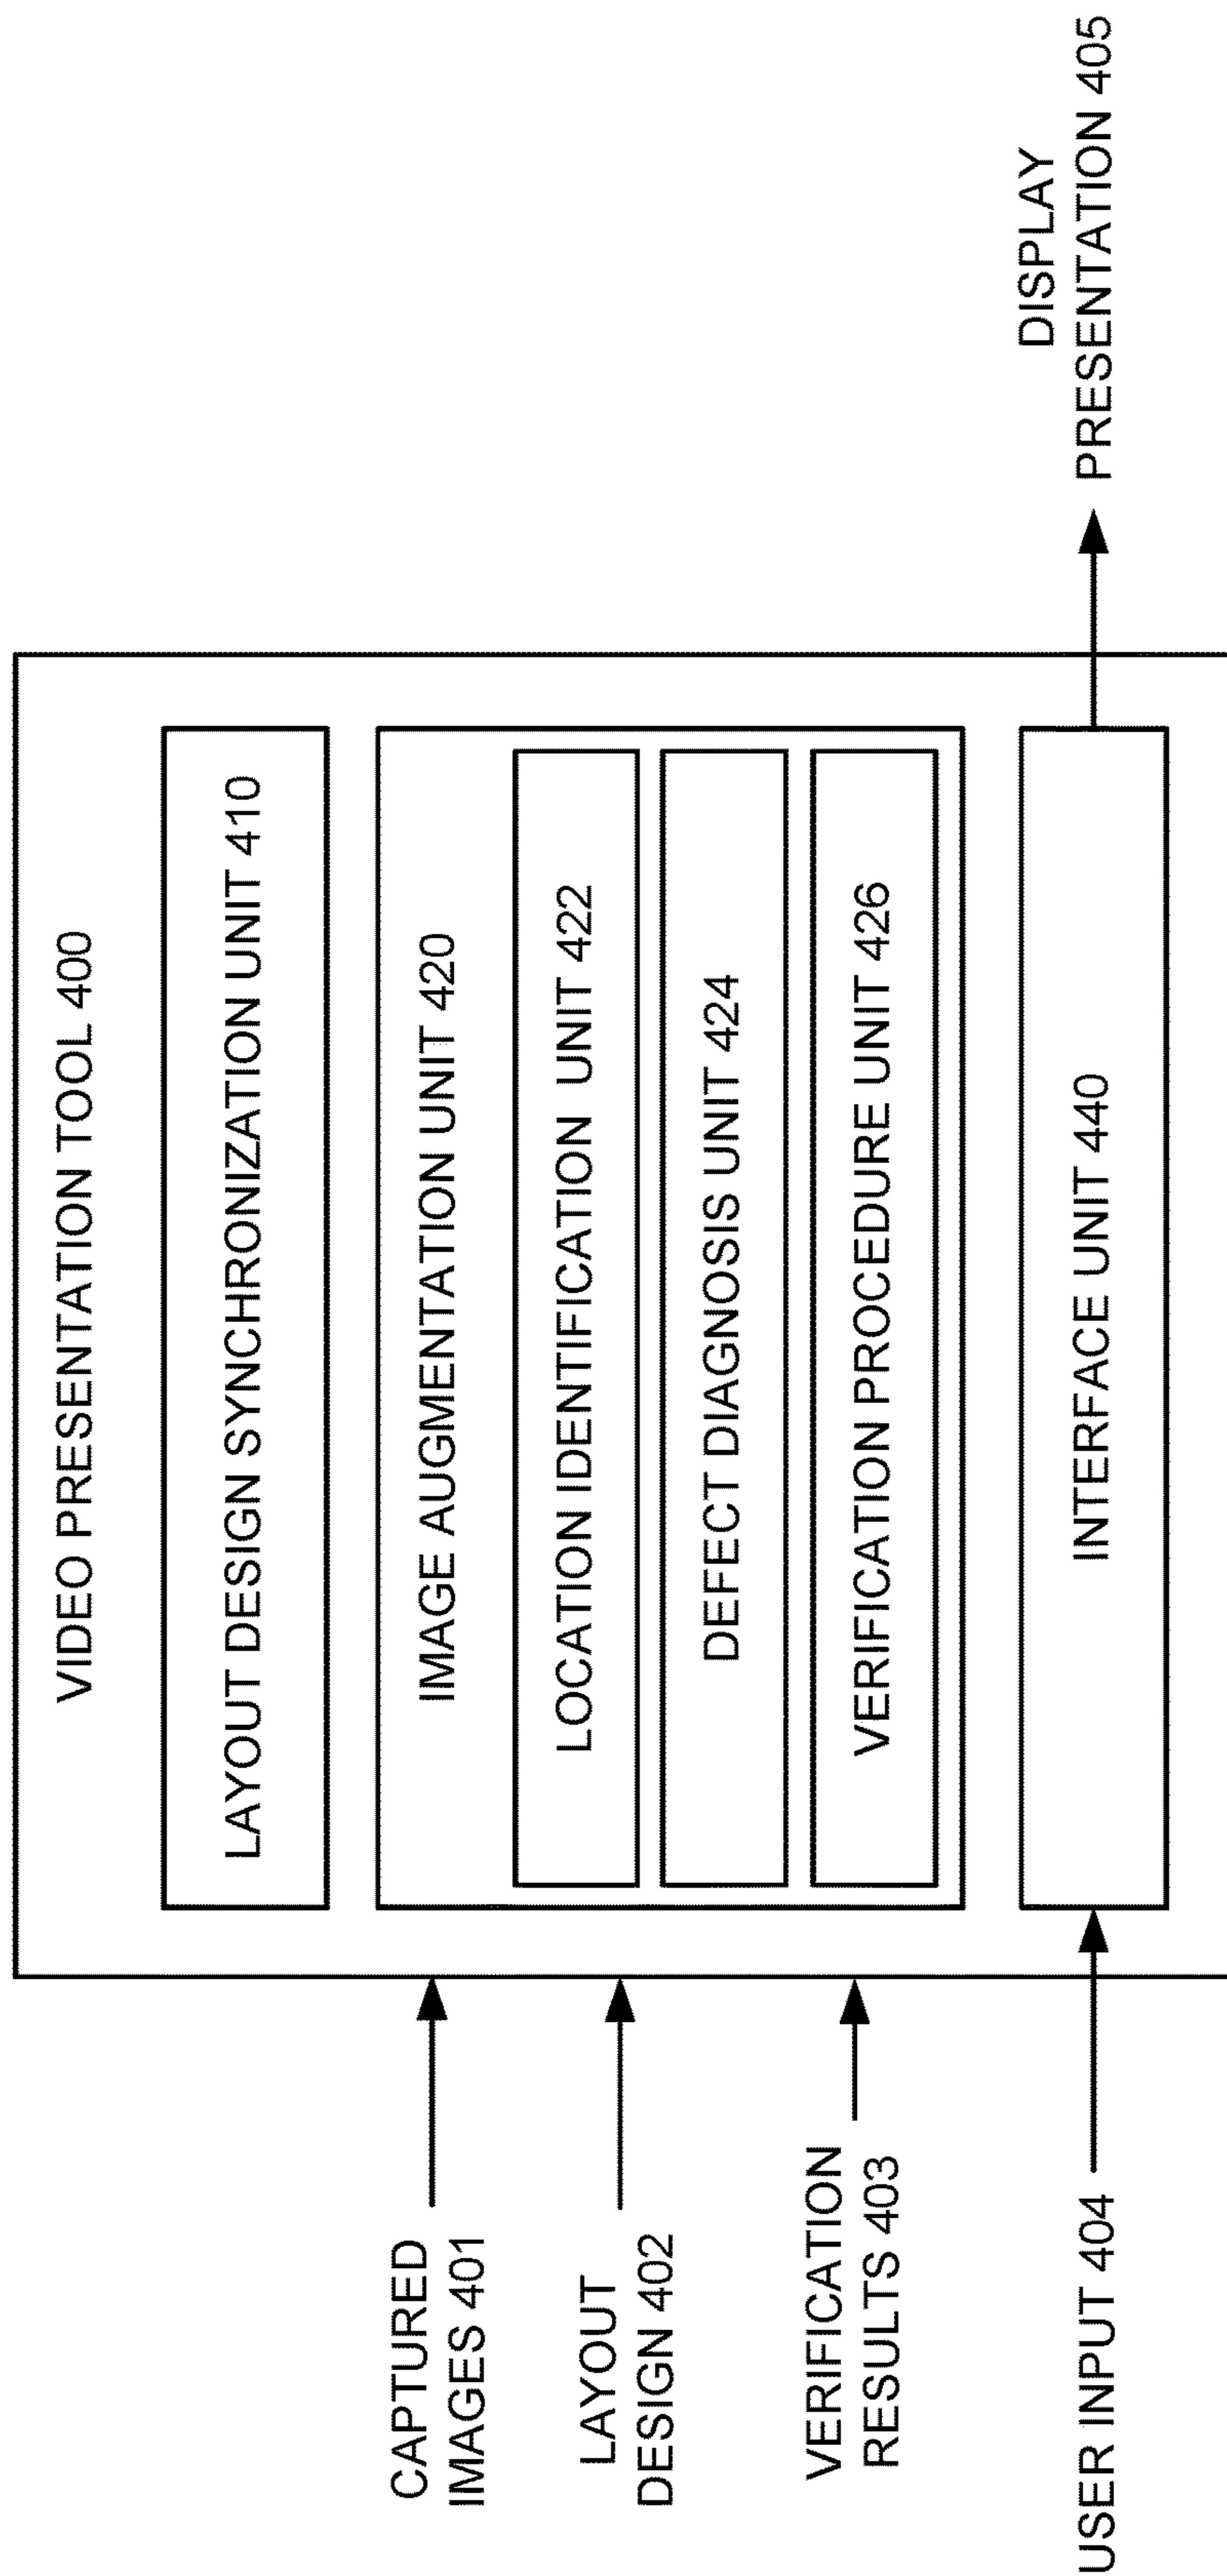 VIDEO PRESENTATION TOOL 400
LAYOUT DESIGN SYNCHRONIZATION UNIT 410
CAPTURED
IMAGES 401
IMAGE AUGMENTATION UNIT 420
LAYOUT
DESIGN 402
LOCATION IDENTIFICATION UNIT 422
DEFECT DIAGNOSIS UNIT 424
VERIFICATION
RESULTS 403
VERIFICATION PROCEDURE UNIT 426
USER INPUT 404
INTERFACE UNIT 440
DISPLAY
PRESENTATION 405